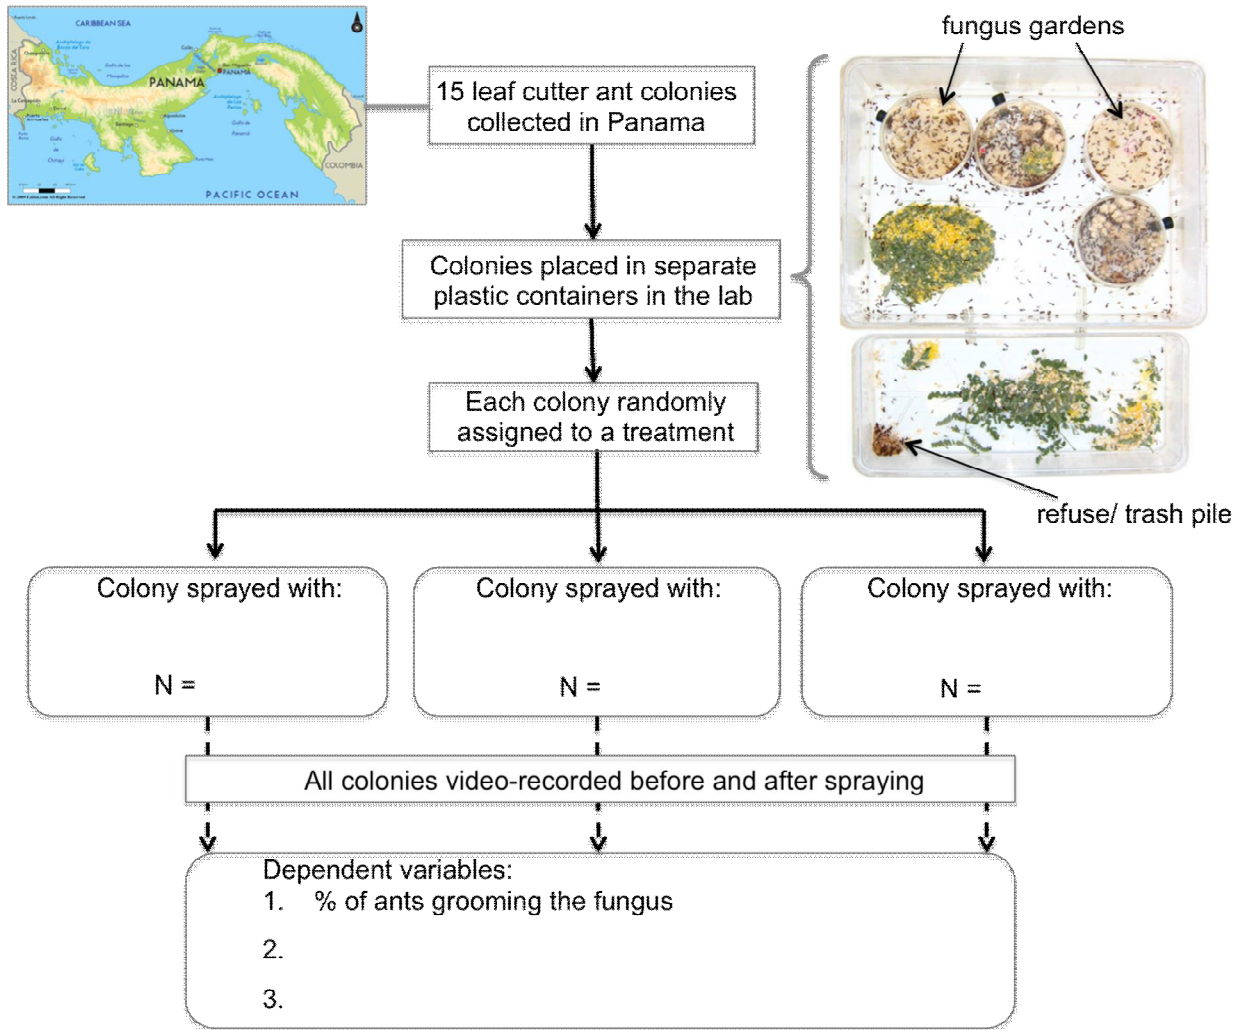 CARIBBEAN SEA
COSTA RICA
PANAMA
PANAMA
COLOMBIA
PACIFIC OCEAN
15 leaf cutter ant colonies
collected in Panama
fungus gardens
Colonies placed in separate
plastic containers in the lab
Each colony randomly
assigned to a treatment
refuse/ trash pile
Colony sprayed with:
N =
Colony sprayed with:
N =
Colony sprayed with:
N =
All colonies video-recorded before and after spraying
Dependent variables:
1. % of ants grooming the fungus
2.
3.